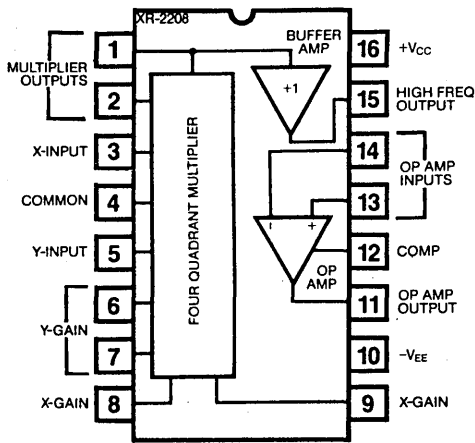 XR-2208
MULTIPLIER
OUTPUTS
1
2
X-INPUT 3
COMMON 4
Y-INPUT 5
Y-GAIN
6
7
X-GAIN 8
FOUR QUADRANT MULTIPLIER
BUFFER
AMP
+1
- +
OP
AMP
16 +VCC
15 HIGH FREQ
OUTPUT
14
13
OP AMP
INPUTS
12 COMP
11 OP AMP
OUTPUT
10 -VEE
9 X-GAIN